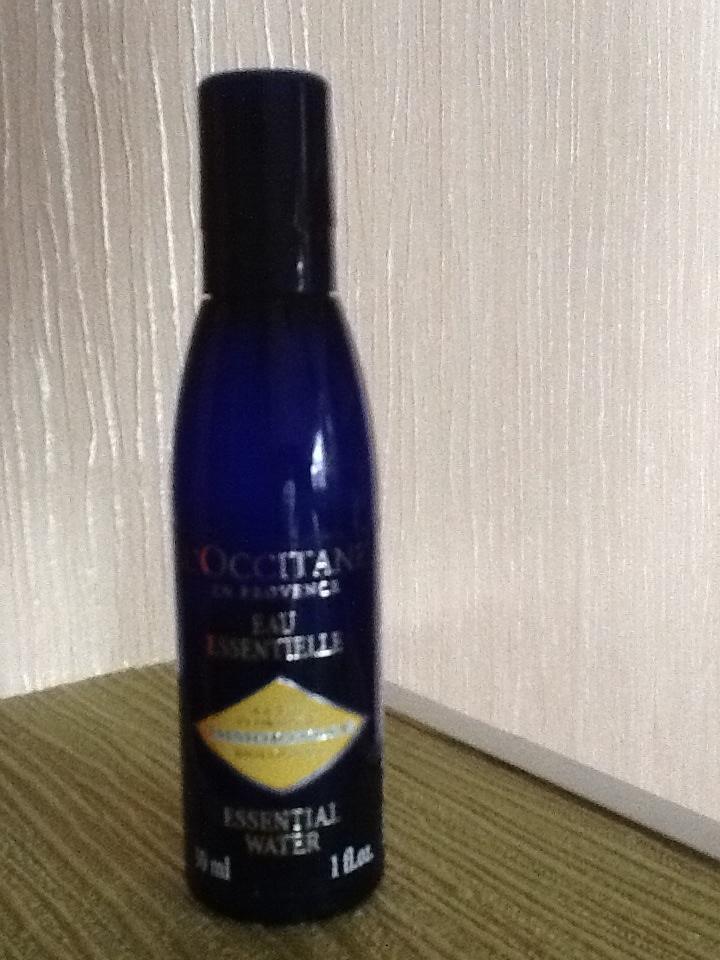 L'OCCITANE
EN PROVENCE
EAU
ESSENTIELLE
ESSENTIAL
WATER
30 ml 1 fl.oz.